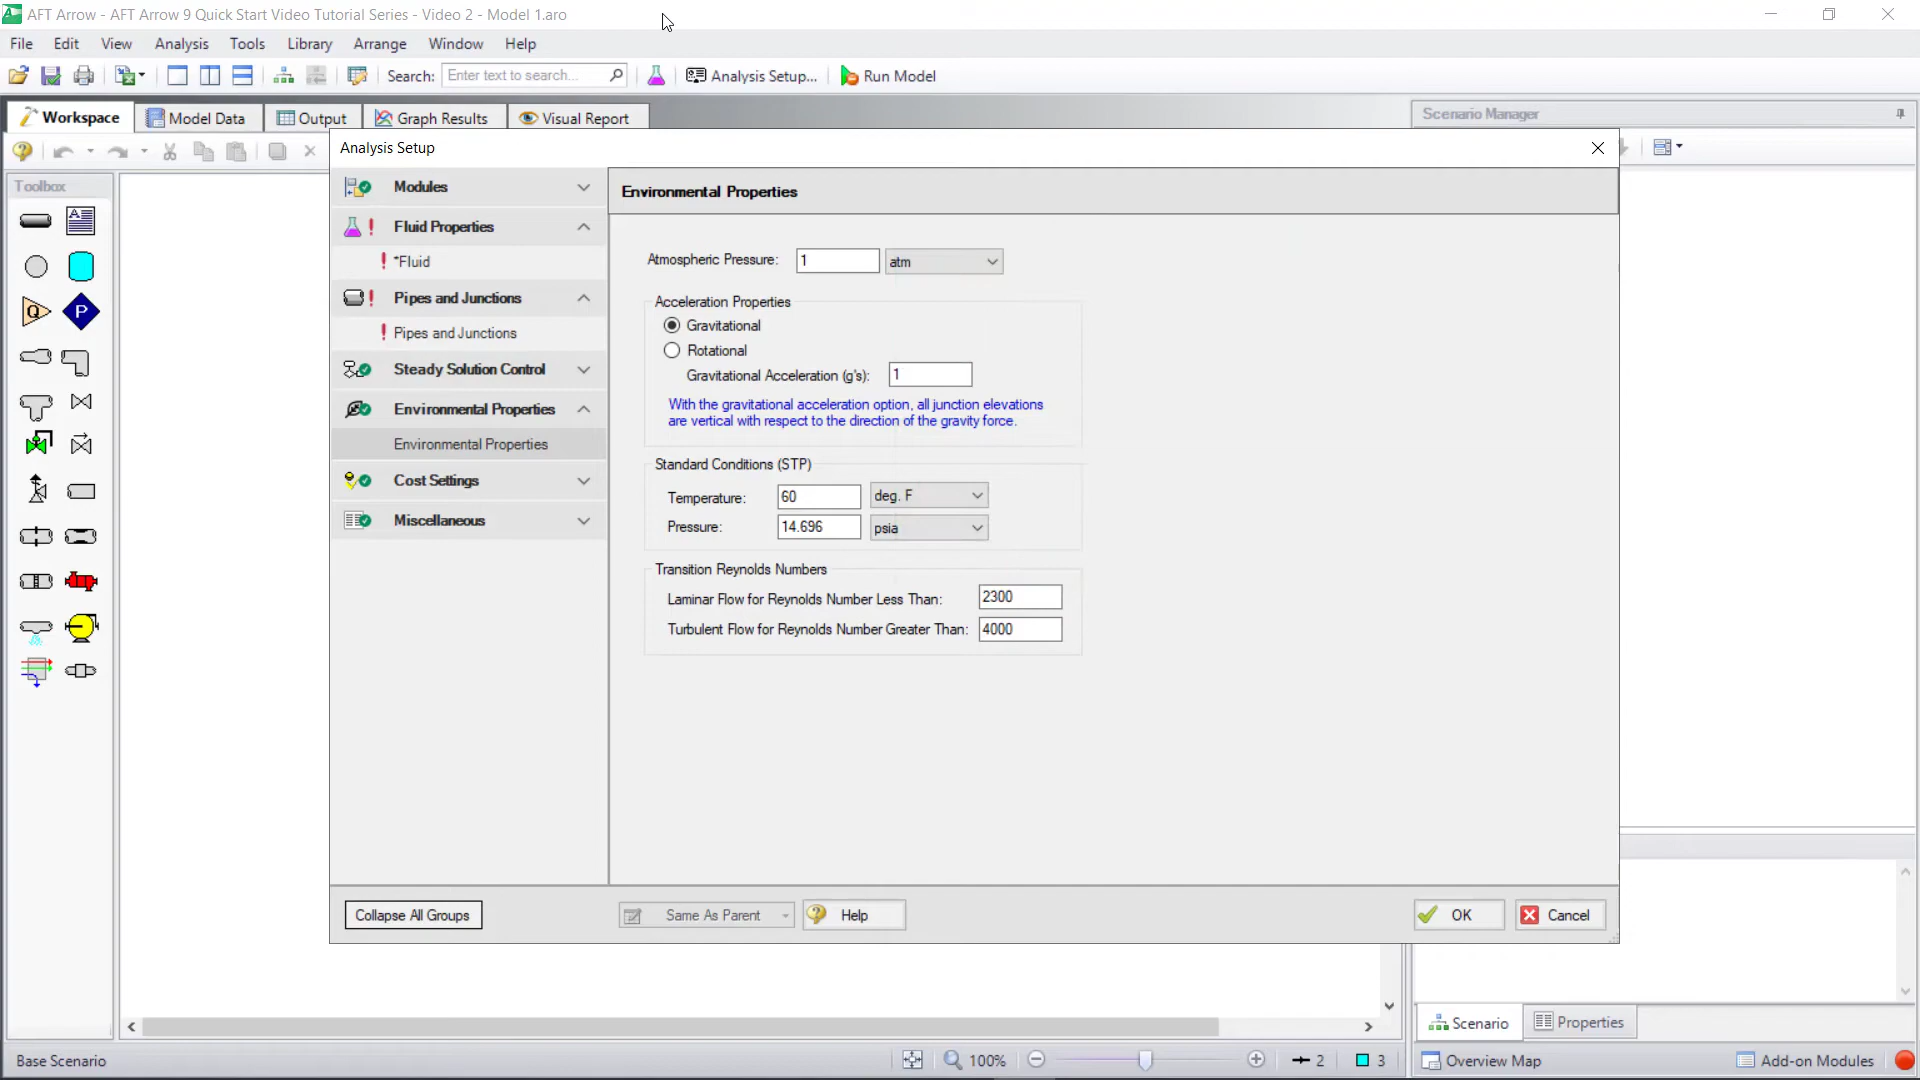 AFT Arrow - AFT Arrow 9 Quick Start Video Tutorial Series - Video 2 - Model 1.aro
File Edit View Analysis Tools Library Arrange Window Help
Search: Enter text to search... Analysis Setup... Run Model
Workspace Model Data Output Graph Results Visual Report
Scenario Manager
Toolbox
Analysis Setup
Modules
Fluid Properties
*Fluid
Pipes and Junctions
Pipes and Junctions
Steady Solution Control
Environmental Properties
Environmental Properties
Cost Settings
Miscellaneous
Environmental Properties
Atmospheric Pressure: 1 atm
Acceleration Properties
Gravitational
Rotational
Gravitational Acceleration (g's): 1
With the gravitational acceleration option, all junction elevations
are vertical with respect to the direction of the gravity force.
Standard Conditions (STP)
Temperature: 60 deg. F
Pressure: 14.696 psia
Transition Reynolds Numbers
Laminar Flow for Reynolds Number Less Than: 2300
Turbulent Flow for Reynolds Number Greater Than: 4000
Collapse All Groups Same As Parent Help OK Cancel
Q P
A
Scenario Properties
Base Scenario 100% 2 3 Overview Map Add-on Modules